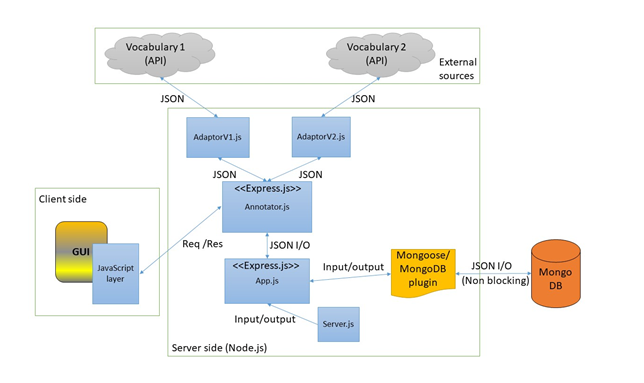 Vocabulary 1
(API)
Vocabulary 2
(API)
External
sources
JSON
JSON
AdaptorV1.js
AdaptorV2.js
JSON
JSON
<<Express.js>>
Annotator.js
Client side
GUI
JavaScript
layer
Req /Res
JSON I/O
<<Express.js>>
App.js
Input/output
Mongoose/
MongoDB
plugin
JSON I/O
(Non blocking)
Mongo
DB
Input/output
Server.js
Server side (Node.js)